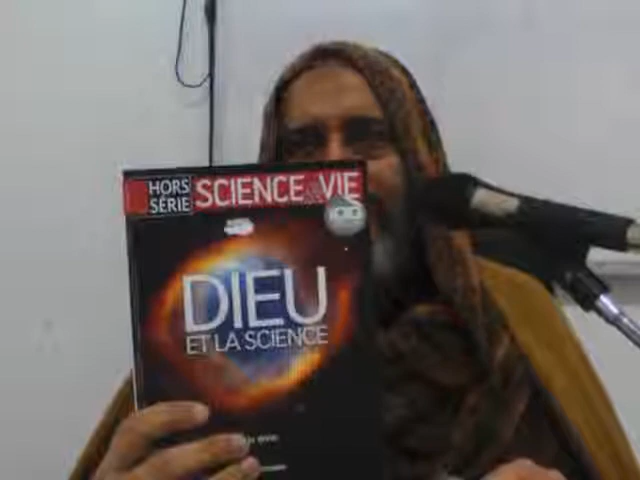 HORS
SÉRIE
SCIENCE & VIE
DIEU
ET LA SCIENCE